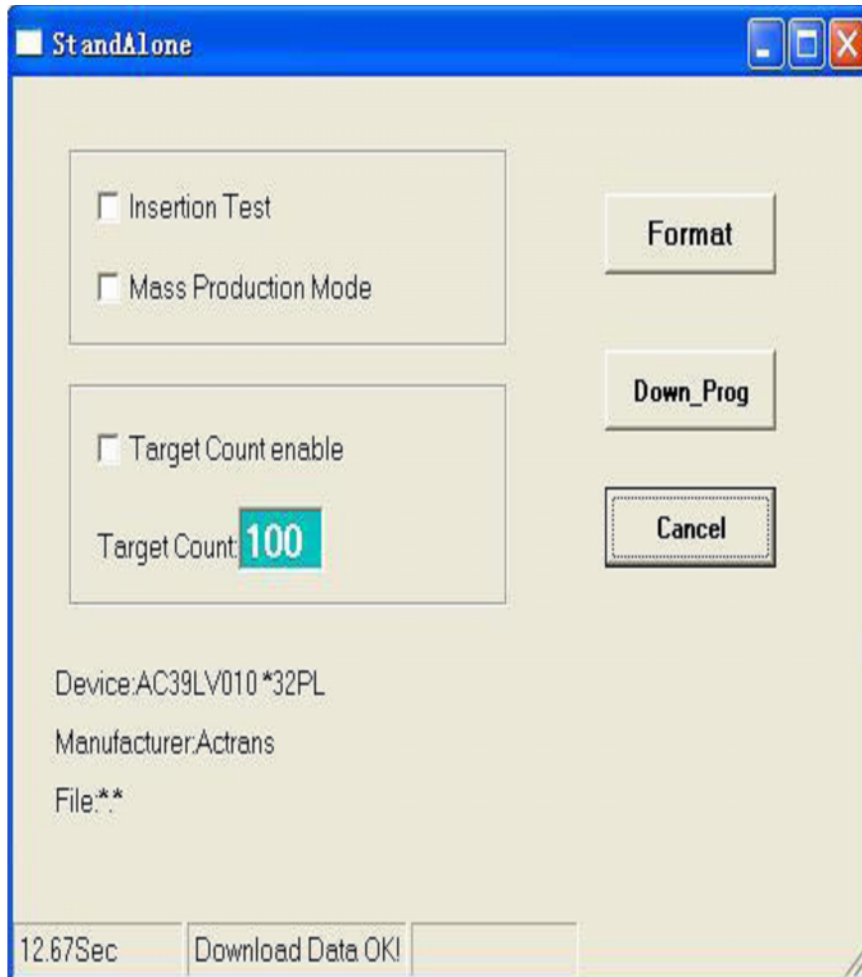 StandAlone
Insertion Test
Mass Production Mode
Format
Down_Prog
Target Count enable
Target Count:100
Cancel
Device:AC39LV010 *32PL
Manufacturer:Actrans
File:*.*
12.67Sec
Download Data OK!